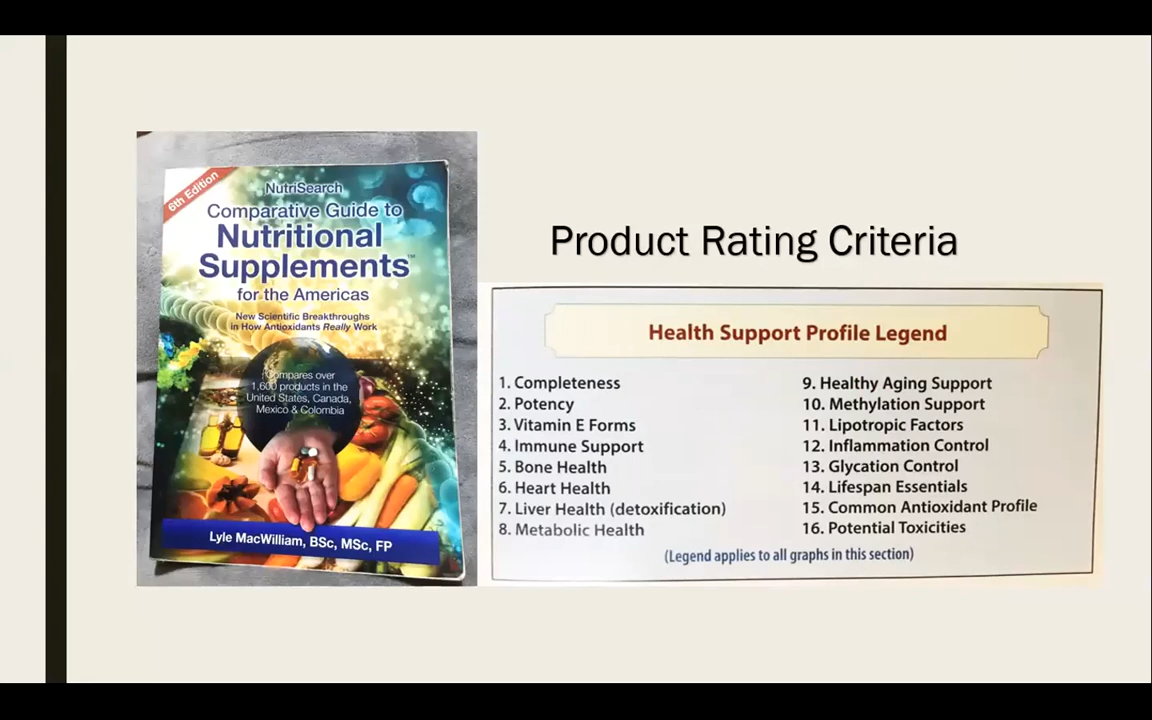 6th Edition
NutriSearch
Comparative Guide to
Nutritional
Supplements™
for the Americas
New Scientific Breakthroughs
in How Antioxidants Really Work
Compares over
1,600 products in the
United States, Canada,
Mexico & Colombia
Lyle MacWilliam, BSc, MSc, FP
Product Rating Criteria
Health Support Profile Legend
1. Completeness
2. Potency
3. Vitamin E Forms
4. Immune Support
5. Bone Health
6. Heart Health
7. Liver Health (detoxification)
8. Metabolic Health
9. Healthy Aging Support
10. Methylation Support
11. Lipotropic Factors
12. Inflammation Control
13. Glycation Control
14. Lifespan Essentials
15. Common Antioxidant Profile
16. Potential Toxicities
(Legend applies to all graphs in this section)